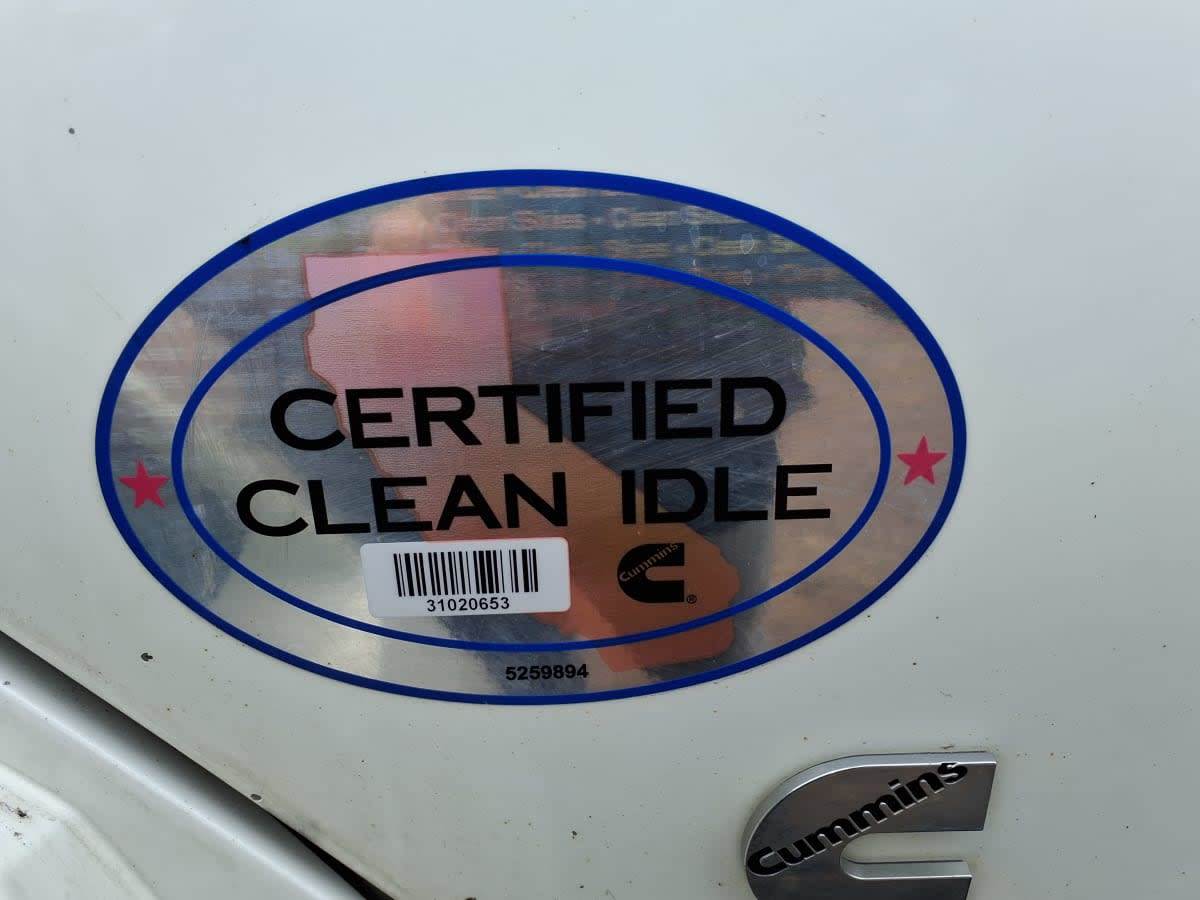 CERTIFIED
CLEAN IDLE
31020653
cummins
®
5259894
cummins